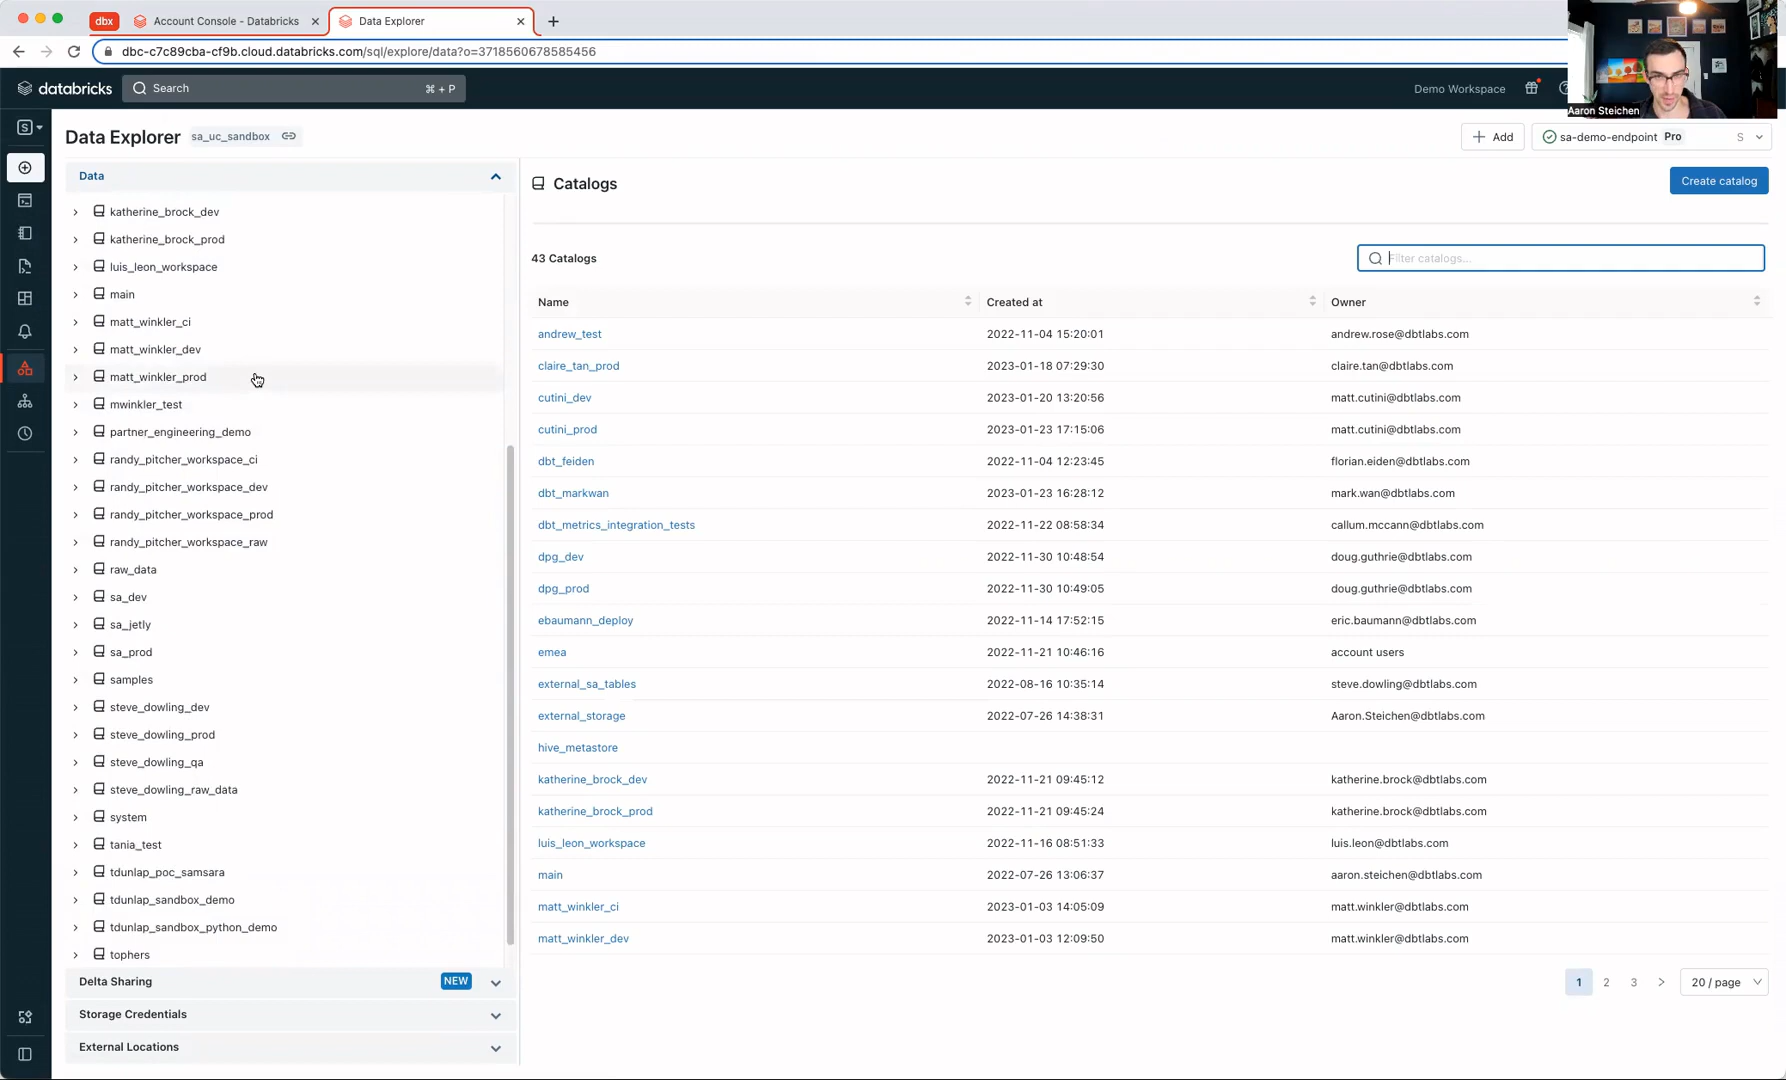 dbx
Account Console - Databricks
Data Explorer
dbc-c7c89cba-cf9b.cloud.databricks.com/sql/explore/data?o=3718560678585456
databricks
Search
⌘ + P
Demo Workspace
Aaron Steichen
S
Data Explorer
sa_uc_sandbox
+ Add
sa-demo-endpoint Pro
S
Data
katherine_brock_dev
katherine_brock_prod
luis_leon_workspace
main
matt_winkler_ci
matt_winkler_dev
matt_winkler_prod
mwinkler_test
partner_engineering_demo
randy_pitcher_workspace_ci
randy_pitcher_workspace_dev
randy_pitcher_workspace_prod
randy_pitcher_workspace_raw
raw_data
sa_dev
sa_jetly
sa_prod
samples
steve_dowling_dev
steve_dowling_prod
steve_dowling_qa
steve_dowling_raw_data
system
tania_test
tdunlap_poc_samsara
tdunlap_sandbox_demo
tdunlap_sandbox_python_demo
tophers
Delta Sharing
NEW
Storage Credentials
External Locations
Catalogs
Create catalog
43 Catalogs
Filter catalogs...
Name Created at Owner
andrew_test 2022-11-04 15:20:01 andrew.rose@dbtlabs.com
claire_tan_prod 2023-01-18 07:29:30 claire.tan@dbtlabs.com
cutini_dev 2023-01-20 13:20:56 matt.cutini@dbtlabs.com
cutini_prod 2023-01-23 17:15:06 matt.cutini@dbtlabs.com
dbt_feiden 2022-11-04 12:23:45 florian.eiden@dbtlabs.com
dbt_markwan 2023-01-23 16:28:12 mark.wan@dbtlabs.com
dbt_metrics_integration_tests 2022-11-22 08:58:34 callum.mccann@dbtlabs.com
dpg_dev 2022-11-30 10:48:54 doug.guthrie@dbtlabs.com
dpg_prod 2022-11-30 10:49:05 doug.guthrie@dbtlabs.com
ebaumann_deploy 2022-11-14 17:52:15 eric.baumann@dbtlabs.com
emea 2022-11-21 10:46:16 account users
external_sa_tables 2022-08-16 10:35:14 steve.dowling@dbtlabs.com
external_storage 2022-07-26 14:38:31 Aaron.Steichen@dbtlabs.com
hive_metastore
katherine_brock_dev 2022-11-21 09:45:12 katherine.brock@dbtlabs.com
katherine_brock_prod 2022-11-21 09:45:24 katherine.brock@dbtlabs.com
luis_leon_workspace 2022-11-16 08:51:33 luis.leon@dbtlabs.com
main 2022-07-26 13:06:37 aaron.steichen@dbtlabs.com
matt_winkler_ci 2023-01-03 14:05:09 matt.winkler@dbtlabs.com
matt_winkler_dev 2023-01-03 12:09:50 matt.winkler@dbtlabs.com
1 2 3
20 / page